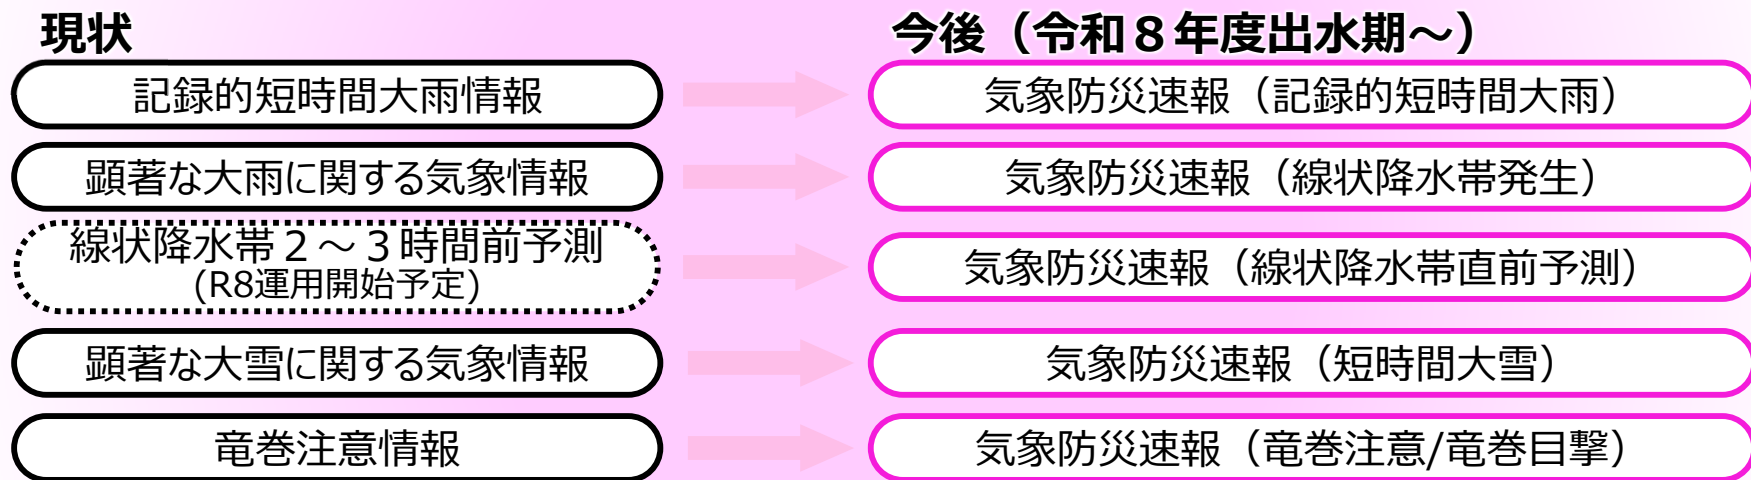 現状
今後（令和８年度出水期～）
記録的短時間大雨情報
気象防災速報（記録的短時間大雨）
顕著な大雨に関する気象情報
気象防災速報（線状降水帯発生）
線状降水帯２～３時間前予測
(R8運用開始予定)
気象防災速報（線状降水帯直前予測）
顕著な大雪に関する気象情報
気象防災速報（短時間大雪）
竜巻注意情報
気象防災速報（竜巻注意/竜巻目撃）